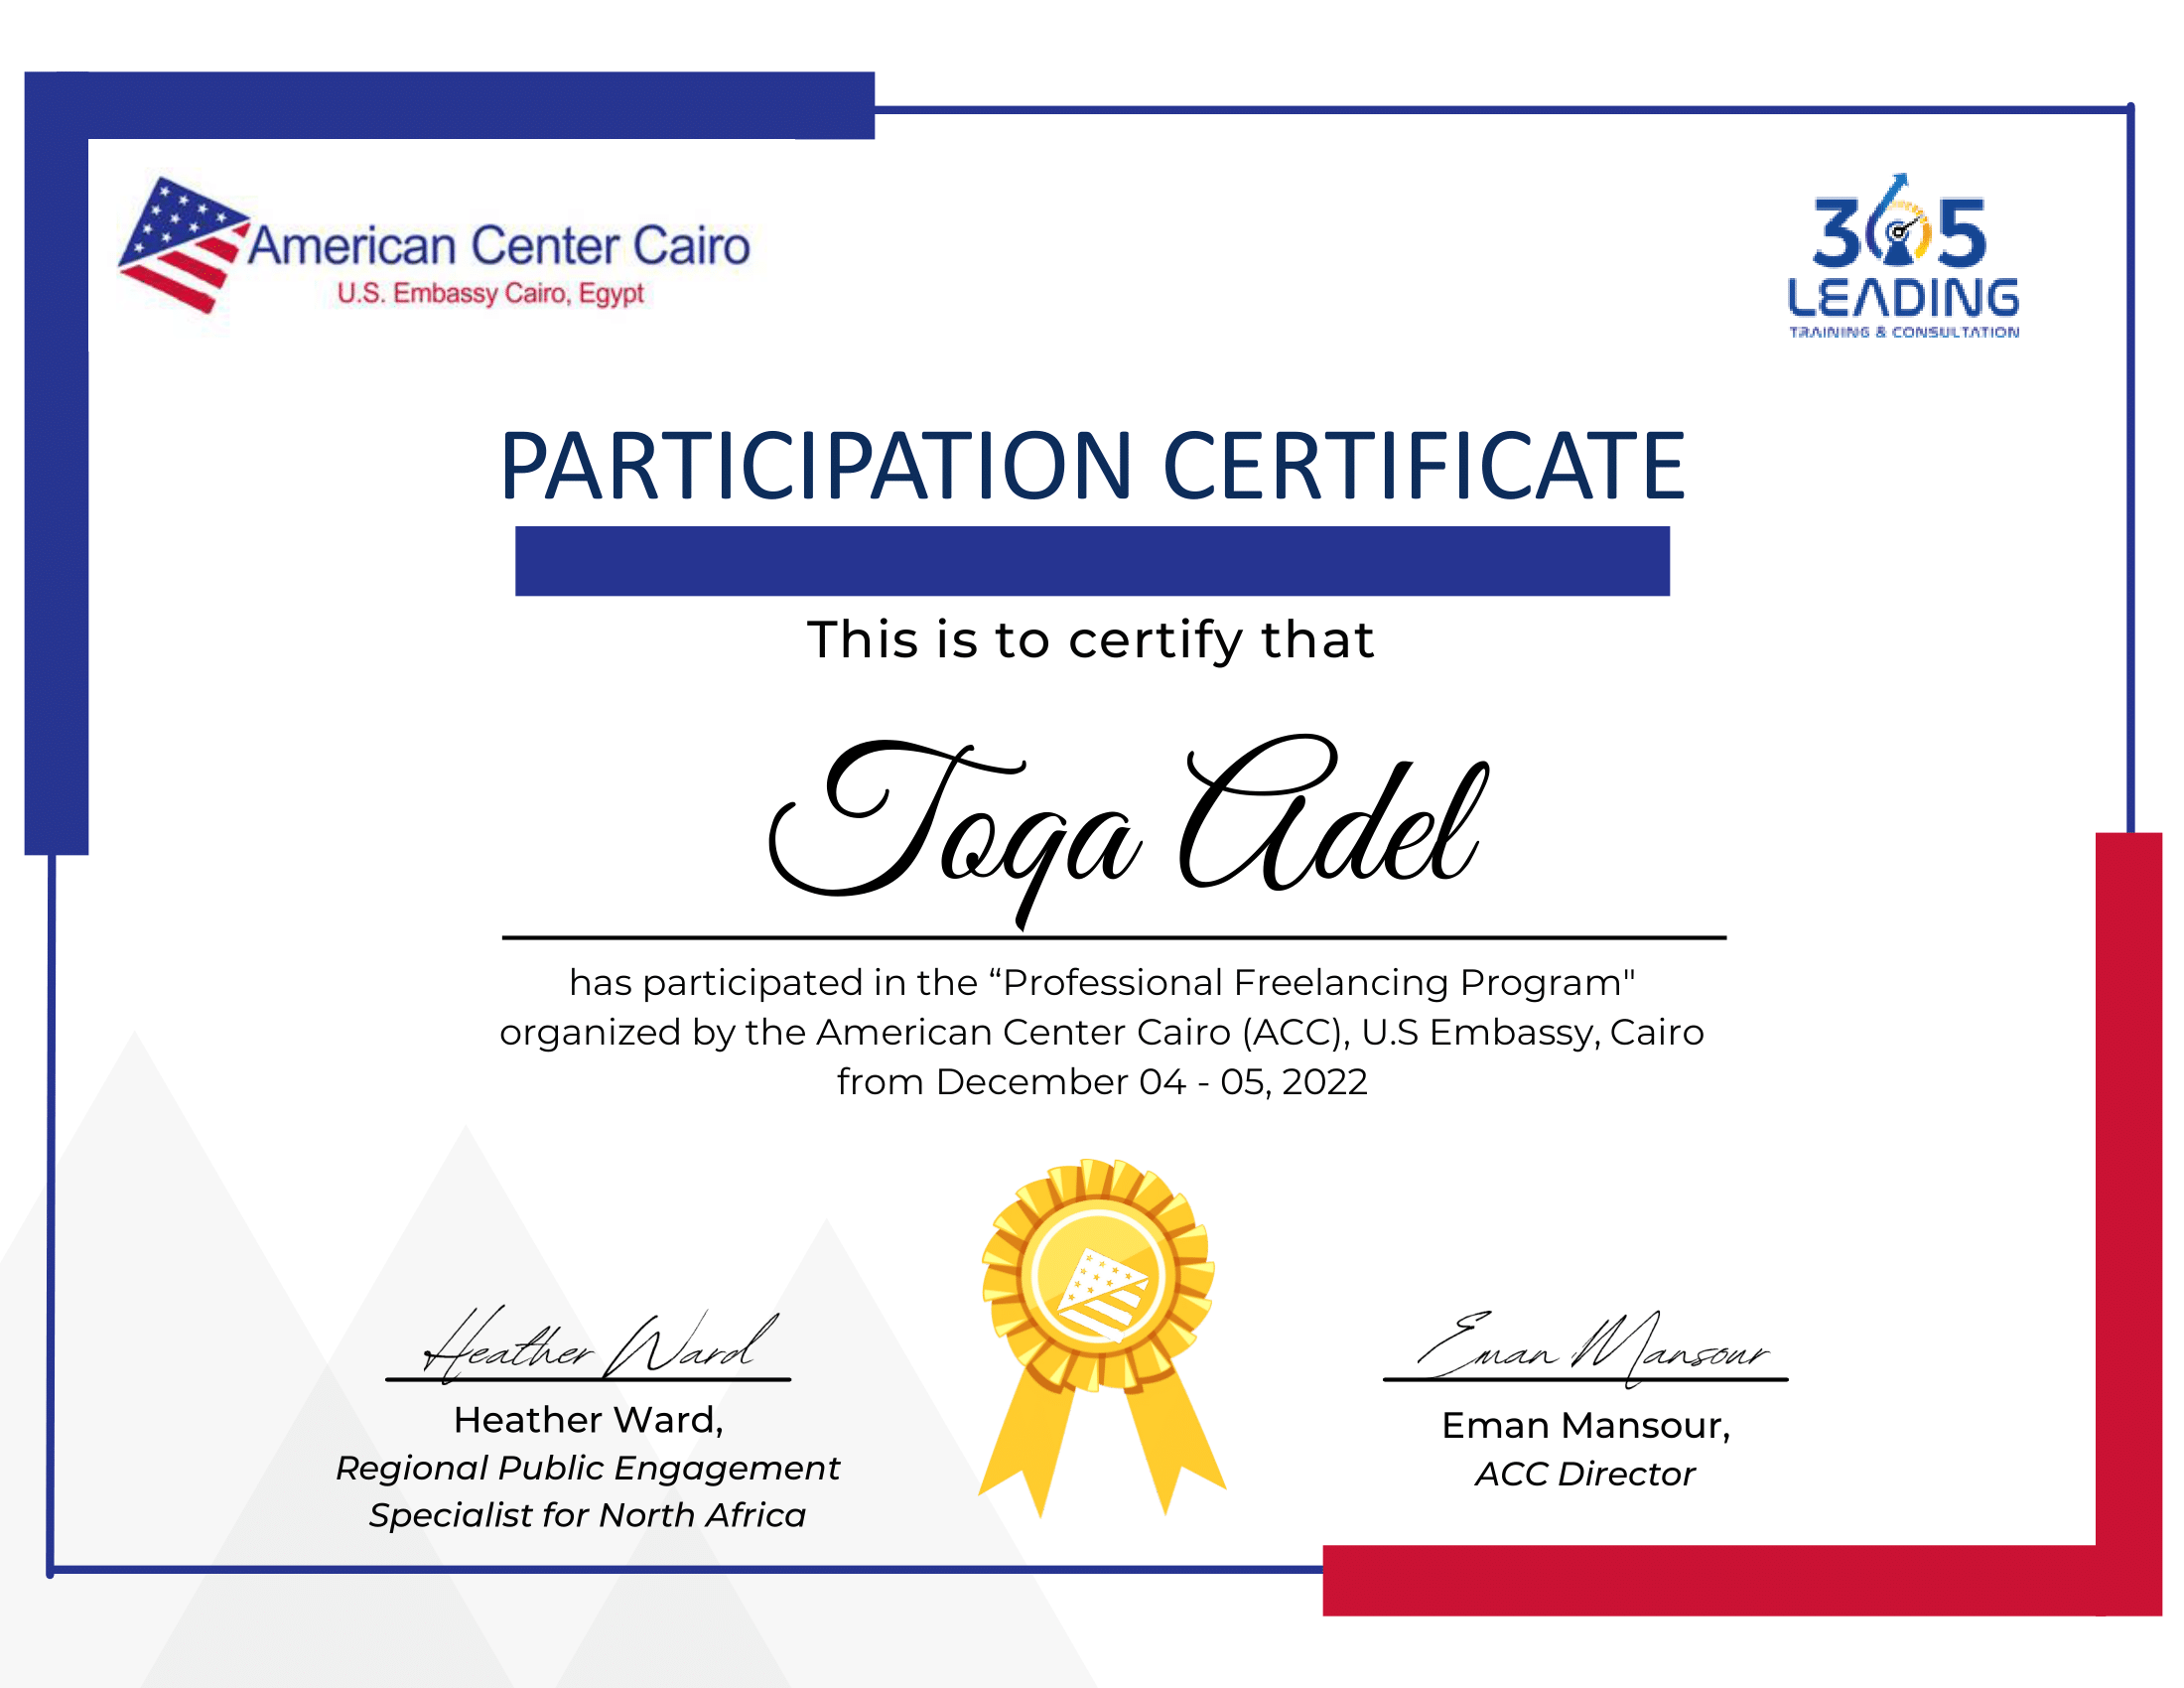 American Center Cairo
U.S. Embassy Cairo, Egypt
365
LEADING
TRAINING & CONSULTATION
PARTICIPATION CERTIFICATE
This is to certify that
Toqa Adel
has participated in the “Professional Freelancing Program"
organized by the American Center Cairo (ACC), U.S Embassy, Cairo
from December 04 - 05, 2022
Heather Ward
Heather Ward,
Regional Public Engagement
Specialist for North Africa
Eman Mansour
Eman Mansour,
ACC Director